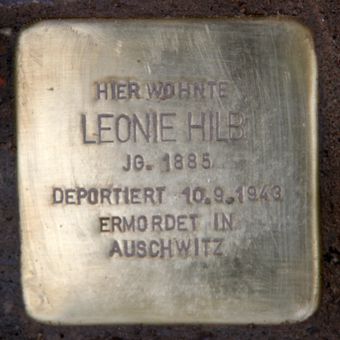 HIER WOHNTE
LEONIE HILB
JG. 1885
DEPORTIERT 10.9.1943
ERMORDET IN
AUSCHWITZ